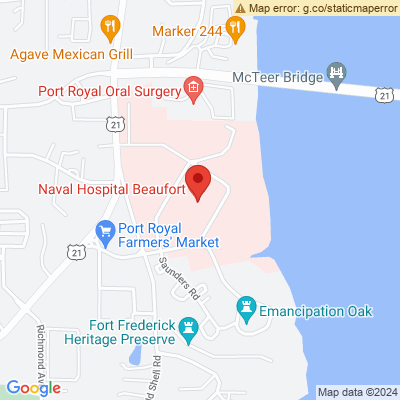 Map error: g.co/staticmaperror
Marker 244
Agave Mexican Grill
McTeer Bridge
Port Royal Oral Surgery
21
21
Naval Hospital Beaufort
Port Royal
Farmers' Market
21
Saunders Rd
Emancipation Oak
Fort Frederick
Heritage Preserve
Richmond Ave
ld Shell Rd
Google
Map data ©2024